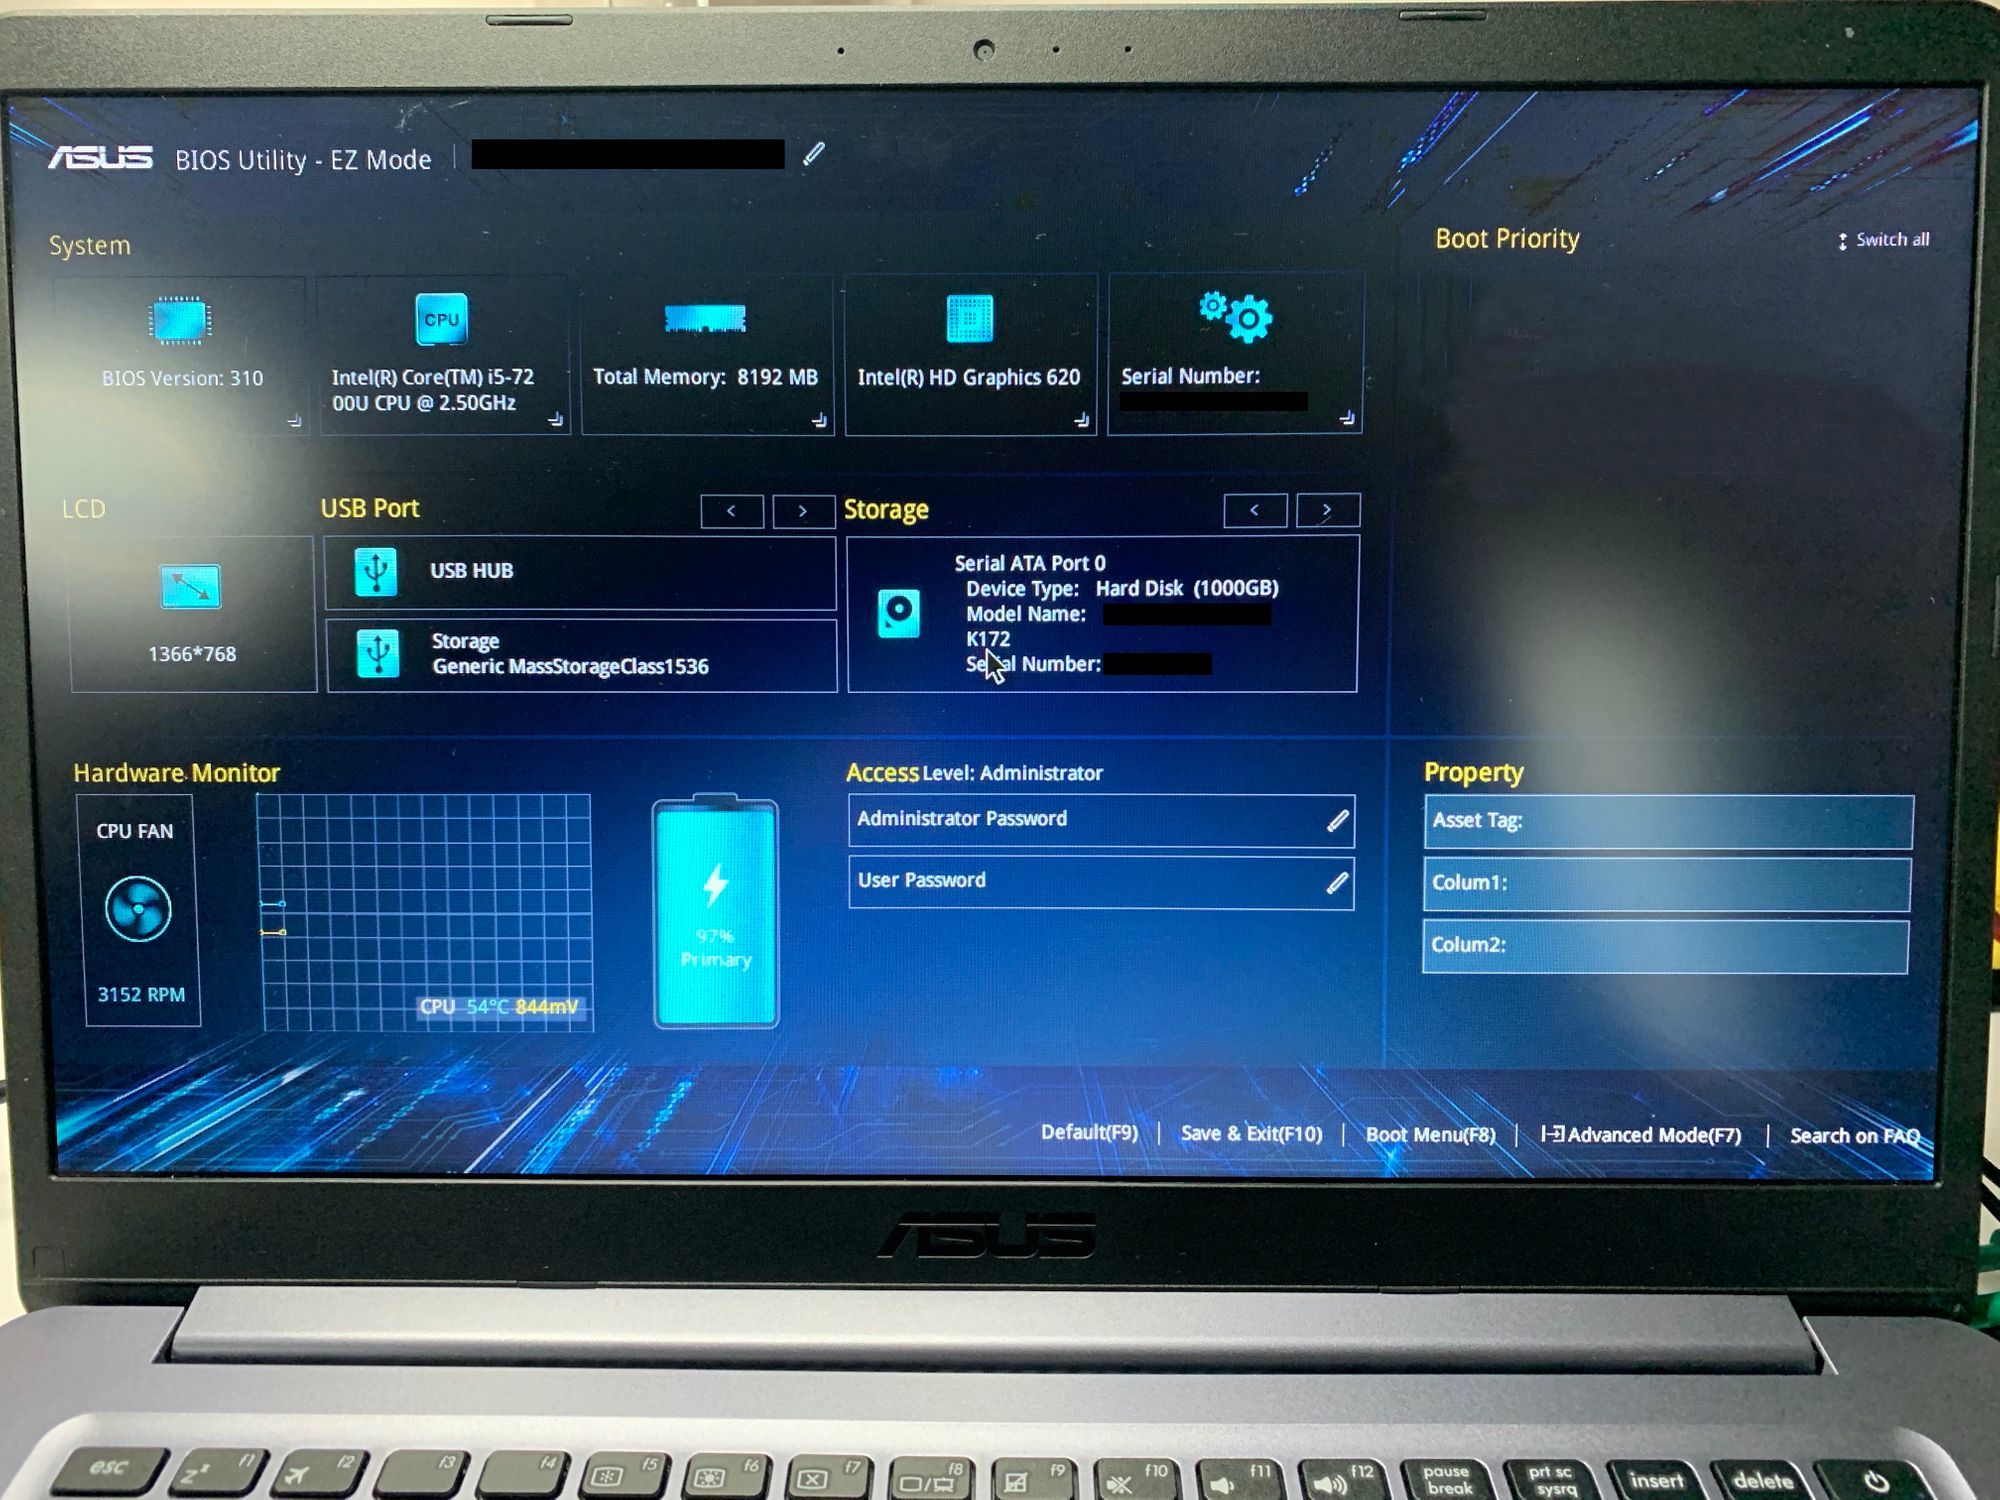 ASUS BIOS Utility - EZ Mode
System
BIOS Version: 310
CPU
Intel(R) Core(TM) i5-72
00U CPU @ 2.50GHz
Total Memory: 8192 MB
Intel(R) HD Graphics 620
Serial Number:
Boot Priority
Switch all
LCD
1366*768
USB Port
<
>
USB HUB
Storage
Generic MassStorageClass1536
Storage
<
>
Serial ATA Port 0
Device Type: Hard Disk (1000GB)
Model Name:
K172
Serial Number:
Hardware Monitor
CPU FAN
3152 RPM
CPU 54°C 844mV
97%
Primary
Access Level: Administrator
Administrator Password
User Password
Property
Asset Tag:
Colum1:
Colum2:
Default(F9) | Save & Exit(F10) | Boot Menu(F8) | Advanced Mode(F7) | Search on FAQ
ASUS
esc
zzz f1
f2
f3
f4
f5
f6
f7
f8
f9
f10
f11
f12
pause
break
prt sc
sysrq
insert
delete